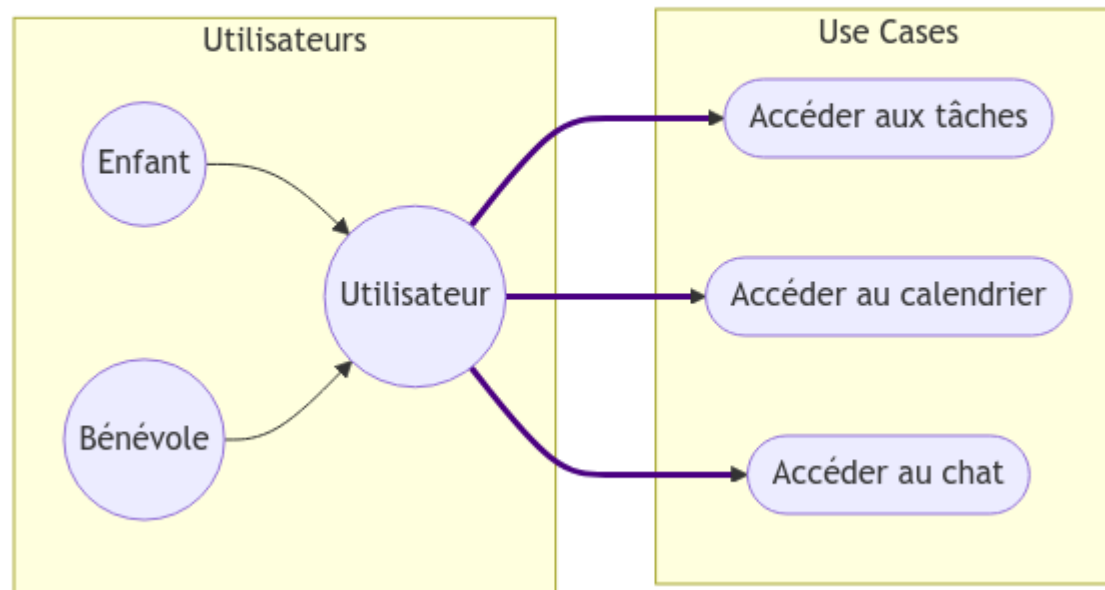 Utilisateurs
Enfant
Bénévole
Utilisateur
Use Cases
Accéder aux tâches
Accéder au calendrier
Accéder au chat